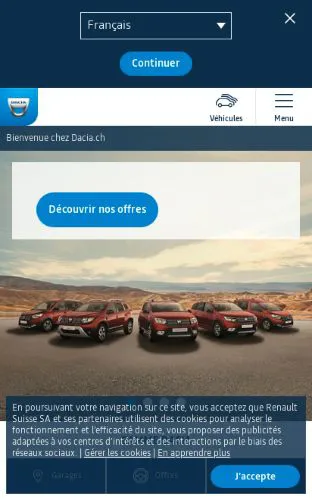 Français
Continuer
DACIA
Véhicules
Menu
Bienvenue chez Dacia.ch
Découvrir nos offres
En poursuivant votre navigation sur ce site, vous acceptez que Renault
Suisse SA et ses partenaires utilisent des cookies pour analyser le
fonctionnement et l'efficacité du site, vous proposer des publicités
adaptées à vos centres d'intérêts et des interactions par le biais des
réseaux sociaux. | Gérer les cookies | En apprendre plus
J'accepte
Garages
Offres